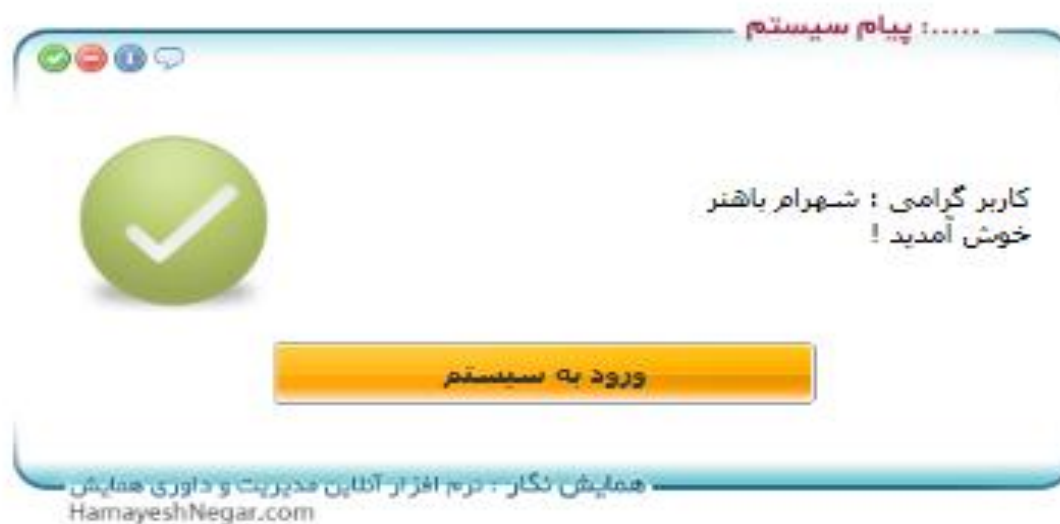 .....: پیام سیستم
کاربر گرامی : شهرام باهنر
خوش آمدید !
ورود به سیستم
همایش نگار : نرم افزار آنلاین مدیریت و داوری همایش
HamayeshNegar.com